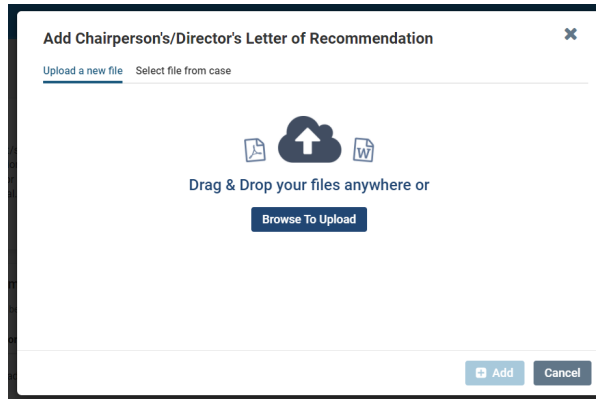 Add Chairperson's/Director's Letter of Recommendation
Upload a new file Select file from case
Drag & Drop your files anywhere or
Browse To Upload
Add Cancel